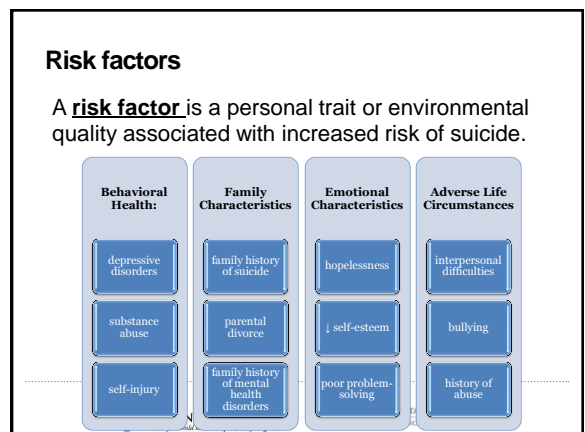 Risk factors
A risk factor is a personal trait or environmental
quality associated with increased risk of suicide.
Behavioral
Health:
depressive
disorders
substance
abuse
self-injury
Family
Characteristics
family history
of suicide
parental
divorce
family history
of mental
health
disorders
Emotional
Characteristics
hopelessness
↓ self-esteem
poor problem-
solving
Adverse Life
Circumstances
interpersonal
difficulties
bullying
history of
abuse